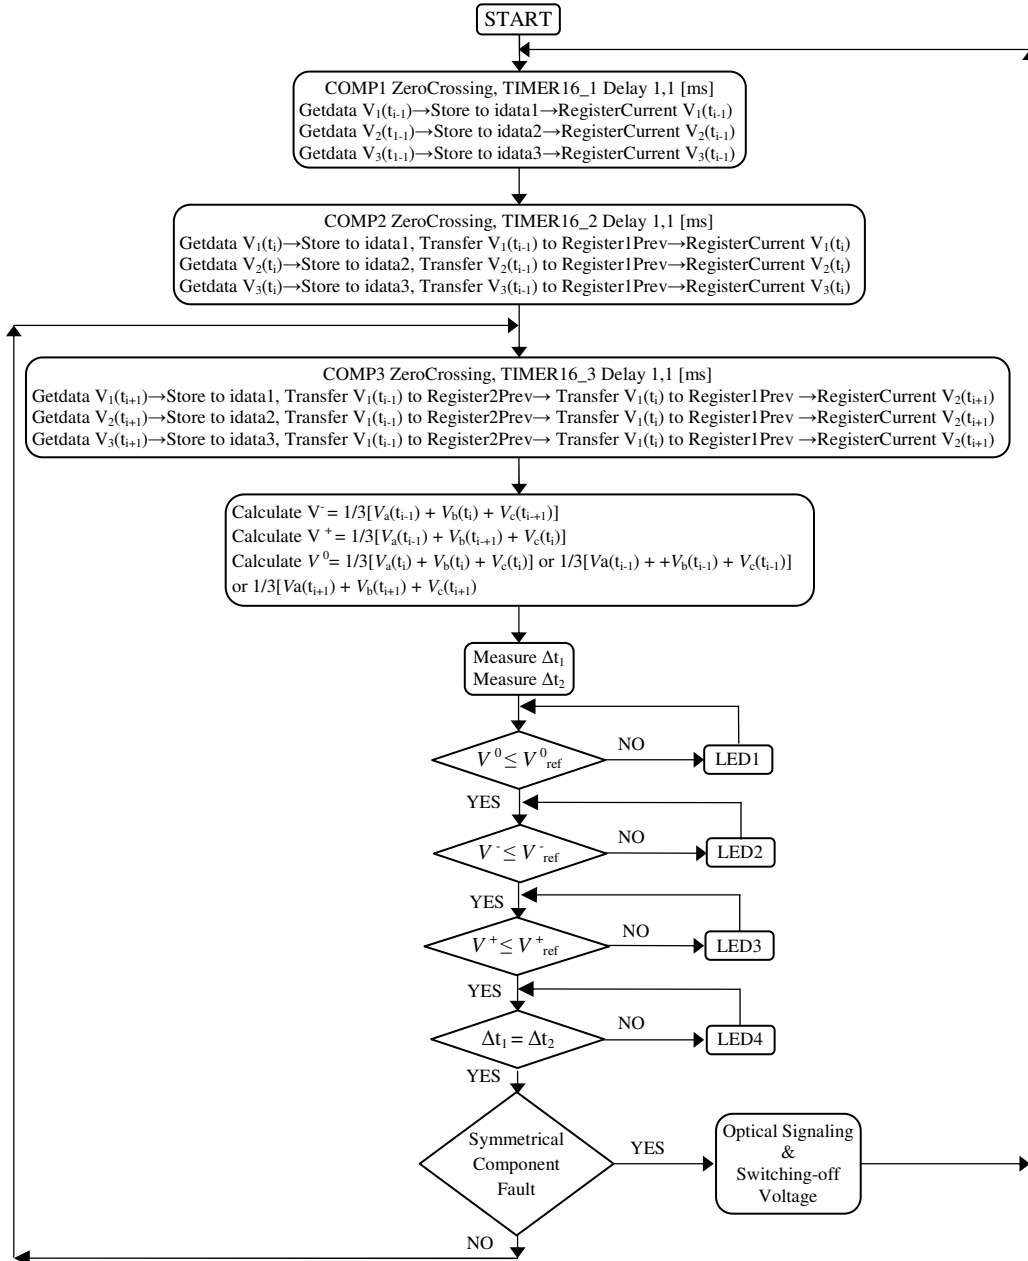 START
COMP1 ZeroCrossing, TIMER16_1 Delay 1,1 [ms]
Getdata V₁(tᵢ₋₁)→Store to idata1→RegisterCurrent V₁(tᵢ₋₁)
Getdata V₂(t₁₋₁)→Store to idata2→RegisterCurrent V₂(tᵢ₋₁)
Getdata V₃(t₁₋₁)→Store to idata3→RegisterCurrent V₃(tᵢ₋₁)
COMP2 ZeroCrossing, TIMER16_2 Delay 1,1 [ms]
Getdata V₁(tᵢ)→Store to idata1, Transfer V₁(tᵢ₋₁) to Register1Prev→RegisterCurrent V₁(tᵢ)
Getdata V₂(tᵢ)→Store to idata2, Transfer V₂(tᵢ₋₁) to Register1Prev→RegisterCurrent V₂(tᵢ)
Getdata V₃(tᵢ)→Store to idata3, Transfer V₃(tᵢ₋₁) to Register1Prev→RegisterCurrent V₃(tᵢ)
COMP3 ZeroCrossing, TIMER16_3 Delay 1,1 [ms]
Getdata V₁(tᵢ₊₁)→Store to idata1, Transfer V₁(tᵢ₋₁) to Register2Prev→ Transfer V₁(tᵢ) to Register1Prev →RegisterCurrent V₂(tᵢ₊₁)
Getdata V₂(tᵢ₊₁)→Store to idata2, Transfer V₁(tᵢ₋₁) to Register2Prev→ Transfer V₁(tᵢ) to Register1Prev →RegisterCurrent V₂(tᵢ₊₁)
Getdata V₃(tᵢ₊₁)→Store to idata3, Transfer V₁(tᵢ₋₁) to Register2Prev→ Transfer V₁(tᵢ) to Register1Prev →RegisterCurrent V₂(tᵢ₊₁)
Calculate V⁻ = 1/3[Va(tᵢ₋₁) + Vb(tᵢ) + Vc(tᵢ₋₊₁)]
Calculate V⁺ = 1/3[Va(tᵢ₋₁) + Vb(tᵢ₋₊₁) + Vc(tᵢ)]
Calculate V⁰= 1/3[Va(tᵢ) + Vb(tᵢ) + Vc(tᵢ)] or 1/3[Va(tᵢ₋₁) + +Vb(tᵢ₋₁) + Vc(tᵢ₋₁)]
or 1/3[Va(tᵢ₊₁) + Vb(tᵢ₊₁) + Vc(tᵢ₊₁)
Measure Δt₁
Measure Δt₂
V⁰ ≤ V⁰ref
NO
LED1
YES
V⁻ ≤ V⁻ref
NO
LED2
YES
V⁺ ≤ V⁺ref
NO
LED3
YES
Δt₁ = Δt₂
NO
LED4
YES
Symmetrical
Component
Fault
YES
Optical Signaling
&
Switching-off
Voltage
NO